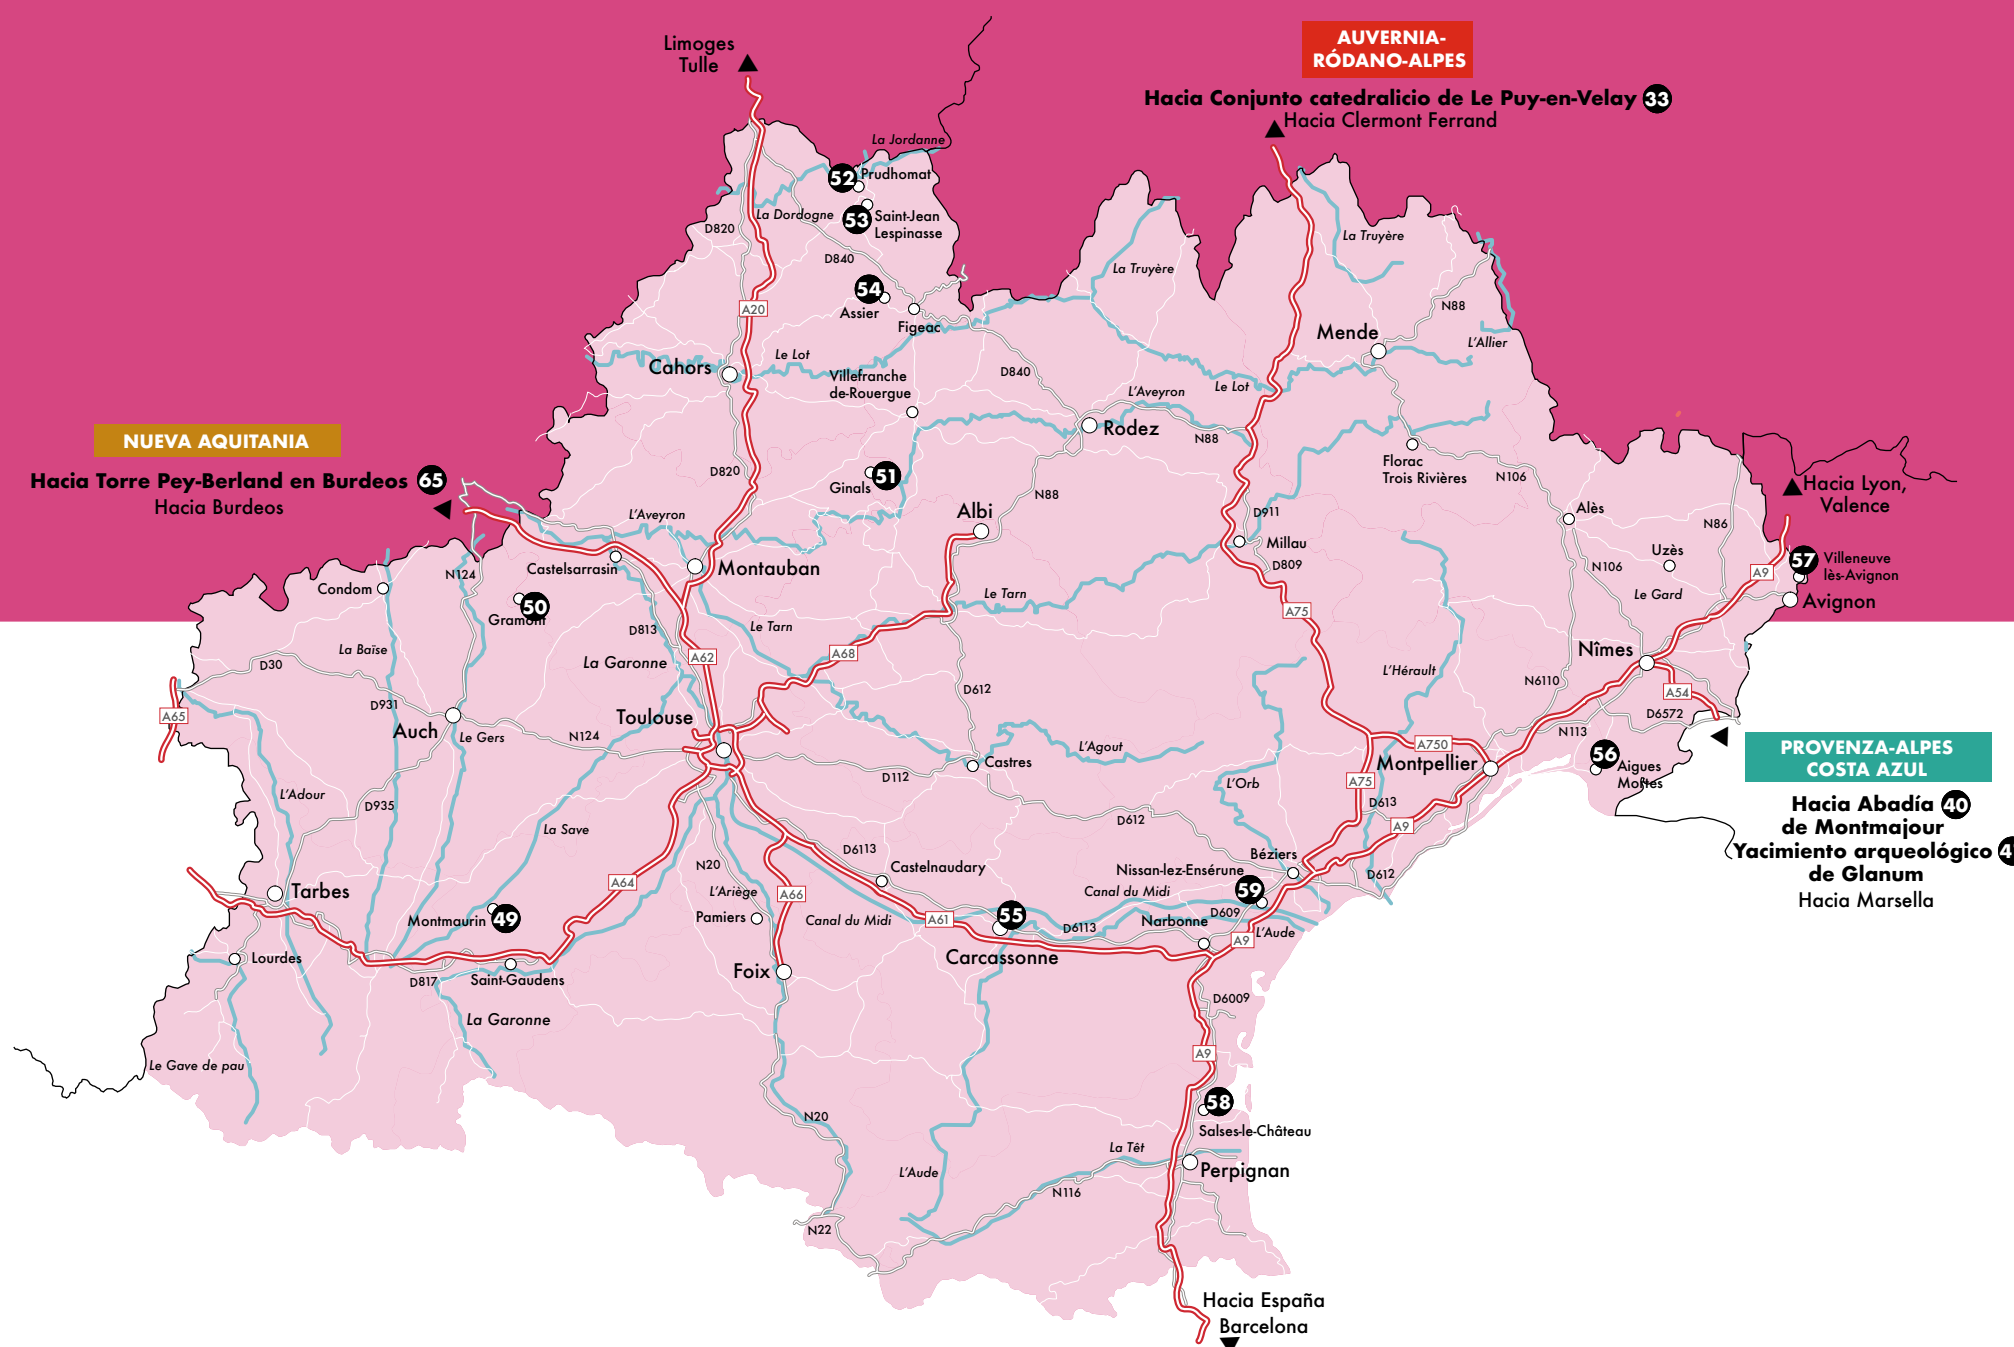 Limoges
Tulle
AUVERNIA-
RÓDANO-ALPES
Hacia Conjunto catedralicio de Le Puy-en-Velay 33
Hacia Clermont Ferrand
La Jordanne
52
Prudhomat
La Dordogne
53
Saint-Jean
Lespinasse
D820
D840
La Truyère
La Truyère
54
Assier
Figeac
A20
N88
Mende
L'Allier
Le Lot
Cahors
Villefranche
de-Rouergue
D840
L'Aveyron
Le Lot
NUEVA AQUITANIA
Hacia Torre Pey-Berland en Burdeos 65
Hacia Burdeos
Rodez
N88
D820
51
Ginals
N88
Florac
Trois Rivières
N106
Hacia Lyon,
Valence
L'Aveyron
Albi
D911
Alès
N86
Millau
Uzès
57
Villeneuve
lès-Avignon
Castelsarrasin
Montauban
D809
N106
A9
N124
Condom
Le Tarn
Le Gard
Avignon
50
Gramont
A75
D813
Le Tarn
La Baïse
La Garonne
A62
A68
Nîmes
D30
L'Hérault
N6110
A54
D612
D931
A65
Toulouse
D6572
Auch
Le Gers
N124
N113
L'Agout
A750
PROVENZA-ALPES
COSTA AZUL
Castres
Montpellier
56
Aigues
Mortes
D112
A75
L'Orb
L'Adour
D935
D613
Hacia Abadía 40
de Montmajour
Yacimiento arqueológico
de Glanum
Hacia Marsella
La Save
D612
A9
D6113
Béziers
N20
Castelnaudary
Nissan-lez-Ensérune
D612
A64
L'Ariège
A66
Canal du Midi
59
Tarbes
Montmaurin
49
Pamiers
Canal du Midi
A61
55
D6113
Narbonne
D609
A9
L'Aude
Lourdes
Carcassonne
Foix
D817
Saint-Gaudens
D6009
La Garonne
A9
Le Gave de pau
58
N20
Salses-le-Château
La Têt
L'Aude
Perpignan
N116
N22
Hacia España
Barcelona